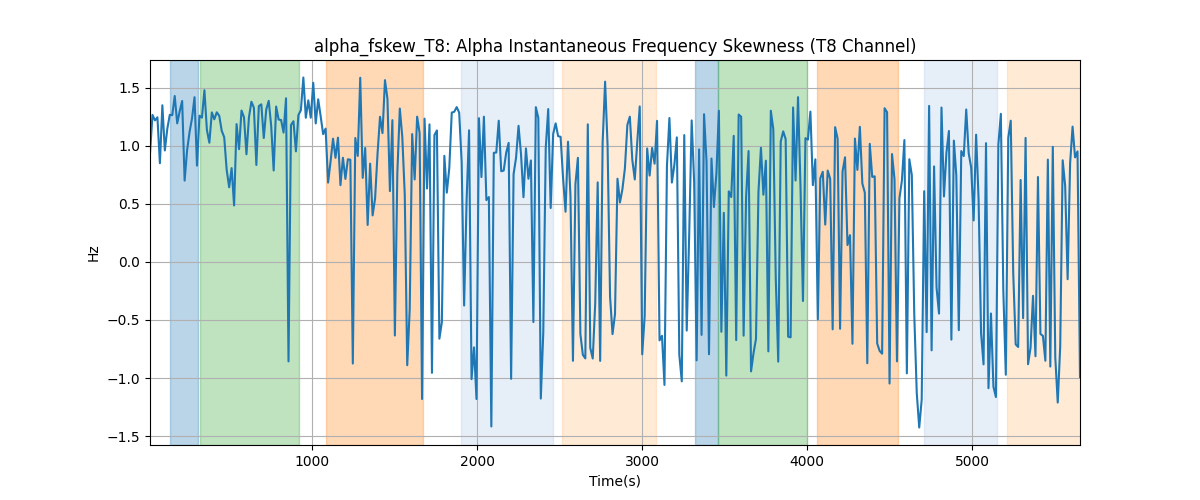 alpha_fskew_T8: Alpha Instantaneous Frequency Skewness (T8 Channel)
1.5
1.0
0.5
0.0
−0.5
−1.0
−1.5
Hz
1000 2000 3000 4000 5000
Time(s)